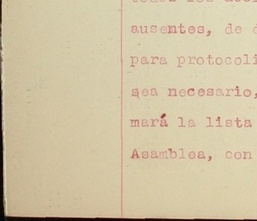 ausentes, de
para protocoli
sea necesario,
mará la lista
Asamblea, con